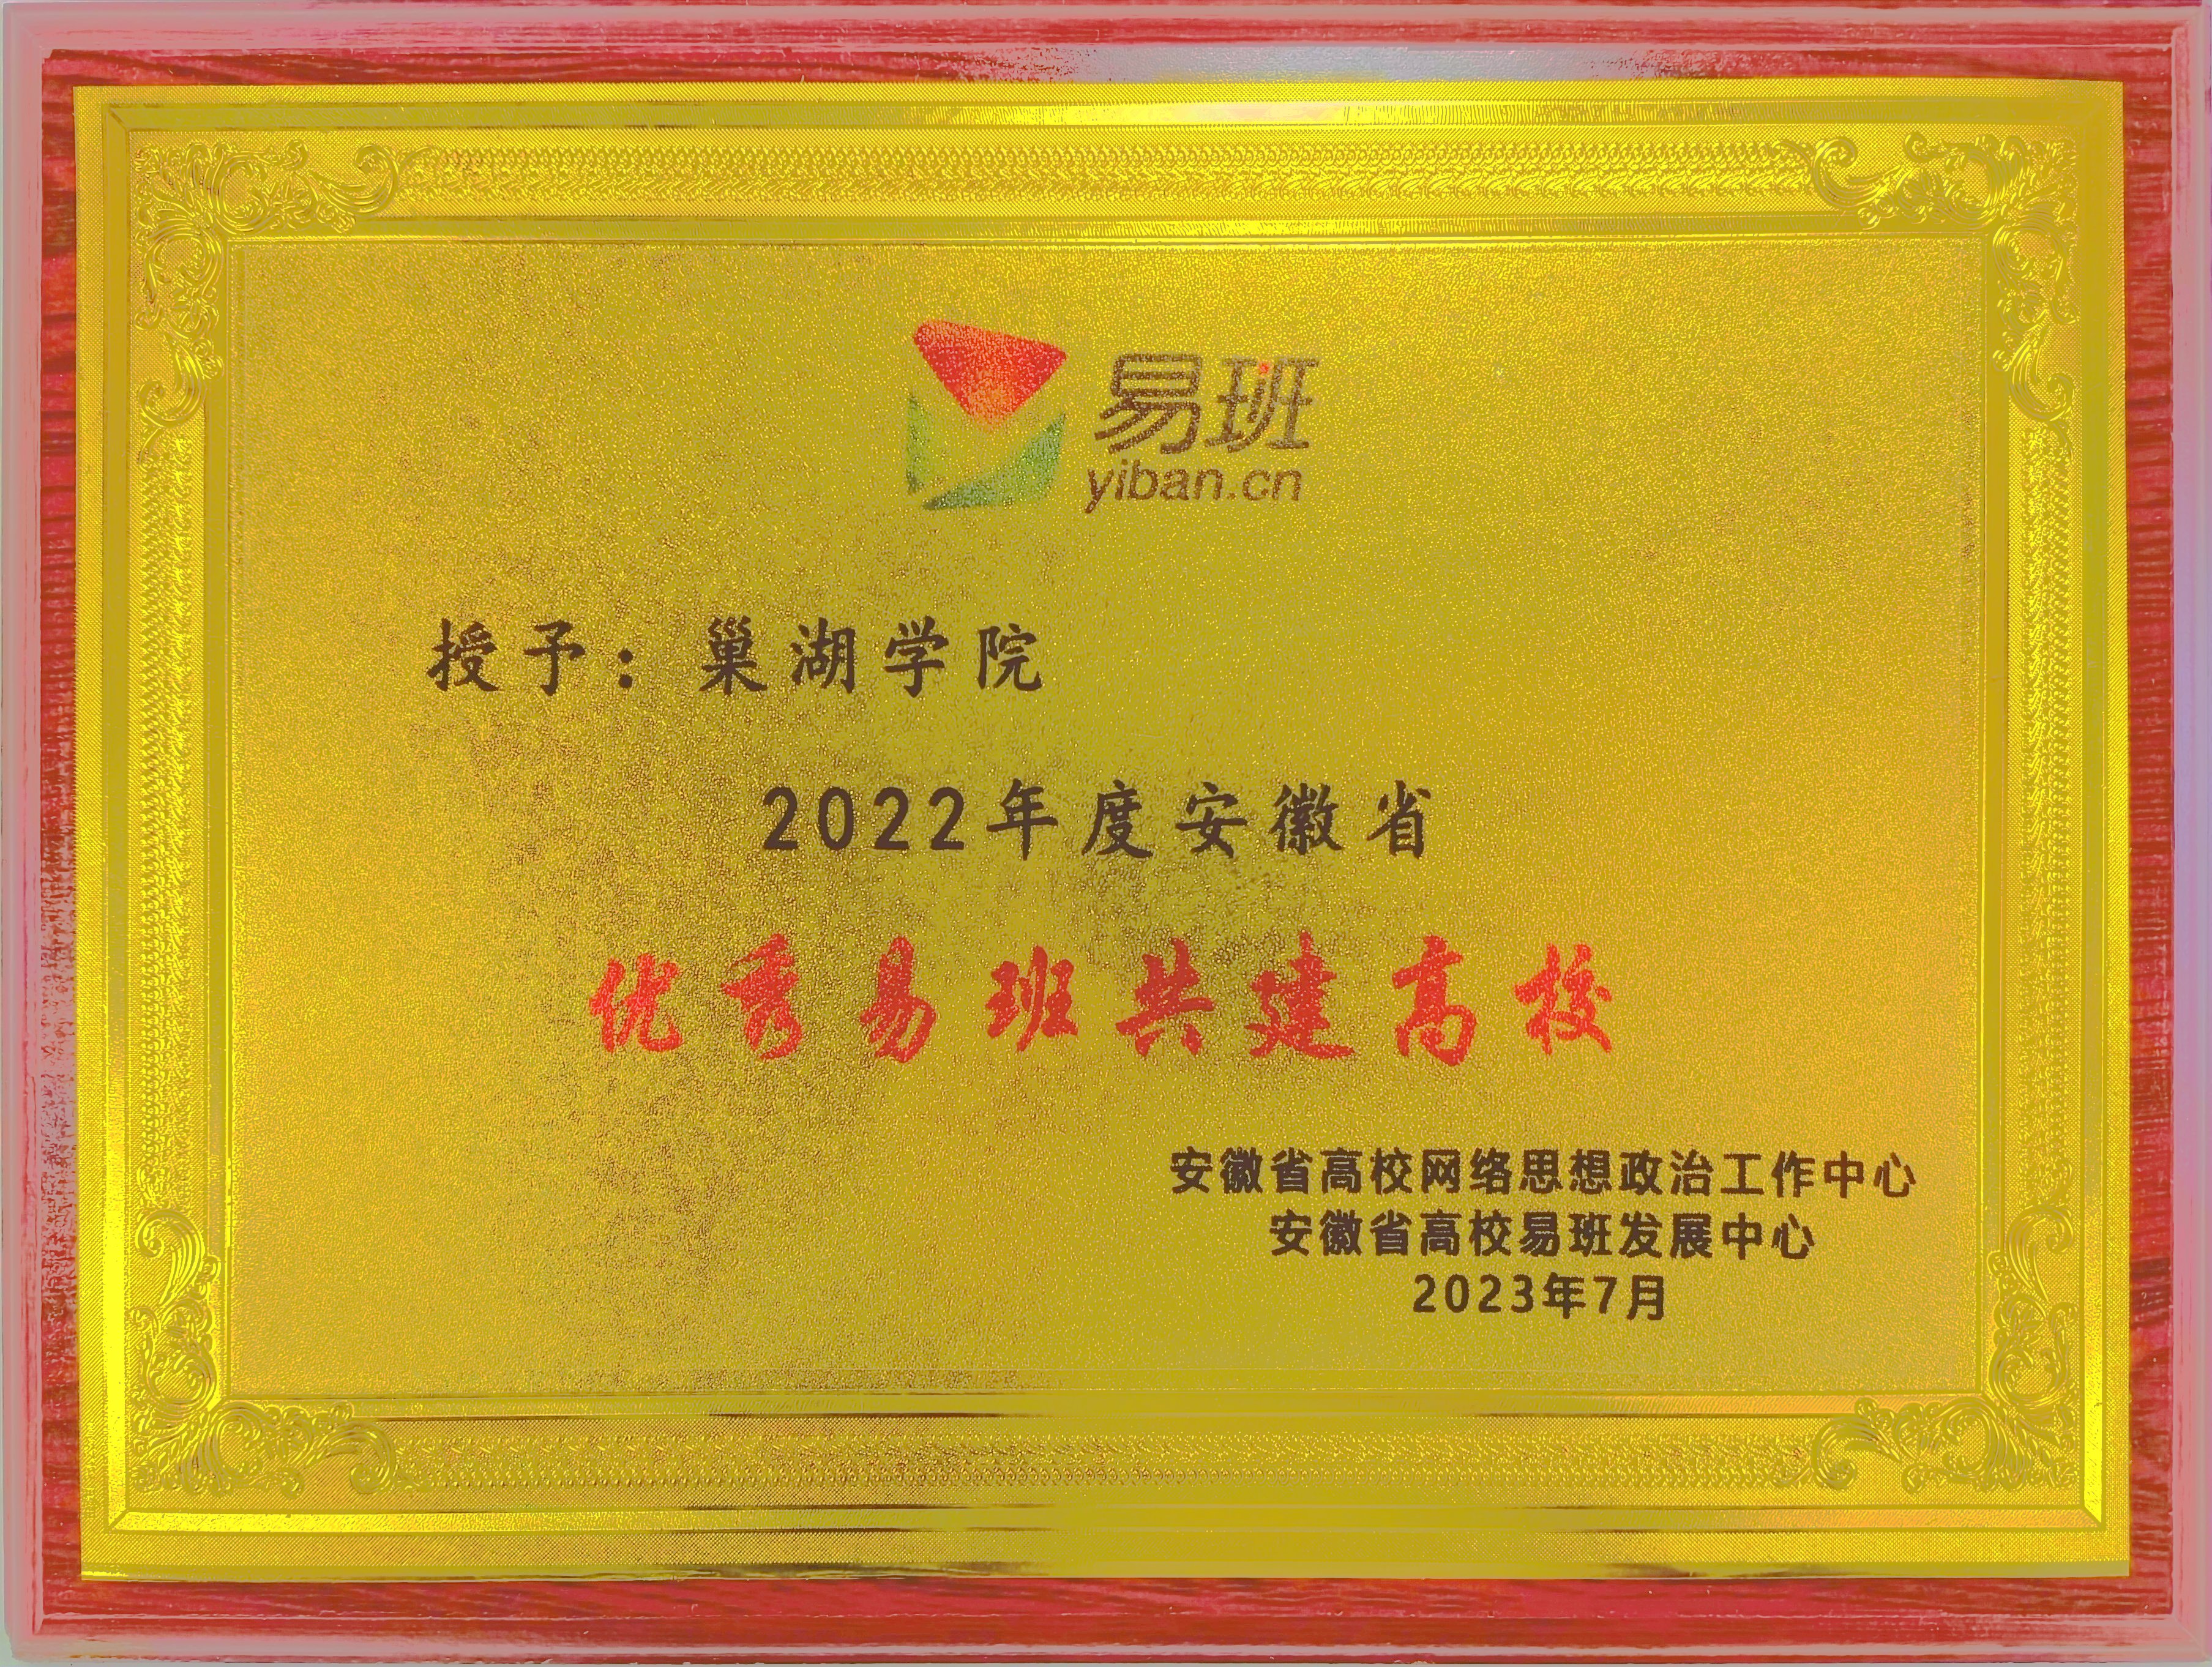 易班
yiban.cn
授予：巢湖学院
2022年度安徽省
优秀易班共建高校
安徽省高校网络思想政治工作中心
安徽省高校易班发展中心
2023年7月